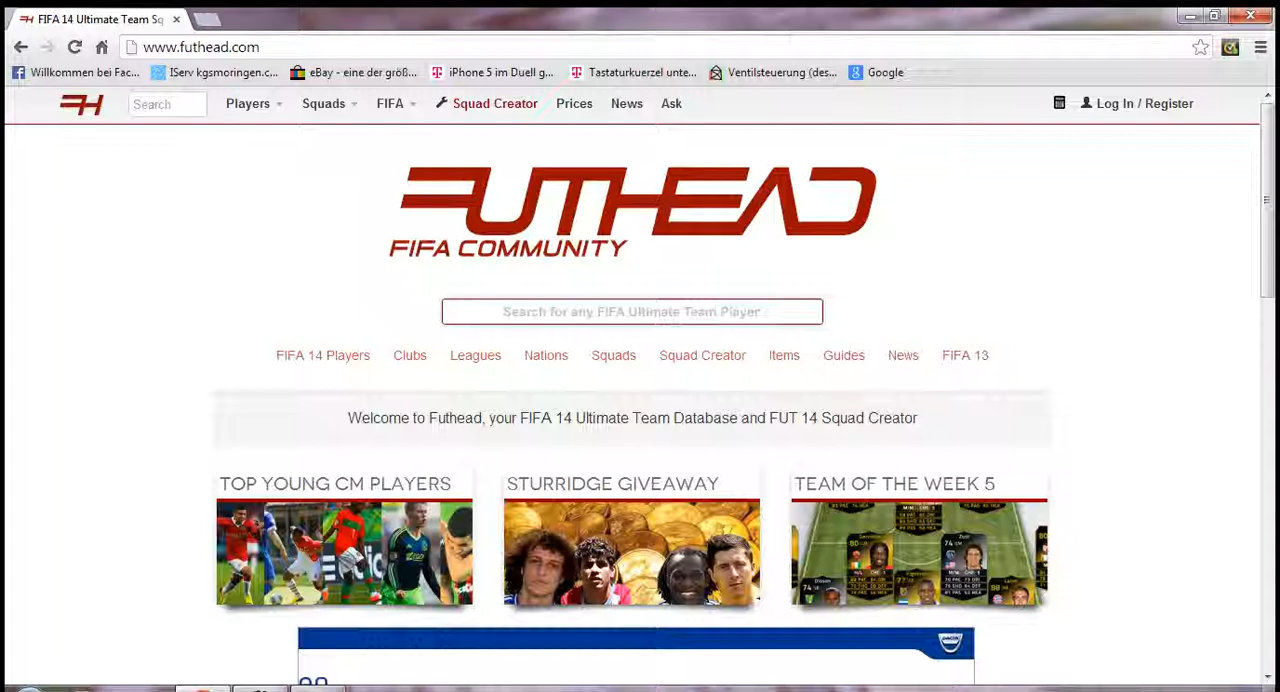 FIFA 14 Ultimate Team Sq
www.futhead.com
Willkommen bei Fac...
IServ kgsmoringen.c...
eBay - eine der größ...
iPhone 5 im Duell g...
Tastaturkuerzel unte...
Ventilsteuerung (des...
Google
FH Search Players Squads FIFA Squad Creator Prices News Ask Log In / Register
FUTHEAD
FIFA COMMUNITY
Search for any FIFA Ultimate Team Player
FIFA 14 Players Clubs Leagues Nations Squads Squad Creator Items Guides News FIFA 13
Welcome to Futhead, your FIFA 14 Ultimate Team Database and FUT 14 Squad Creator
TOP YOUNG CM PLAYERS
STURRIDGE GIVEAWAY
TEAM OF THE WEEK 5
DACIA